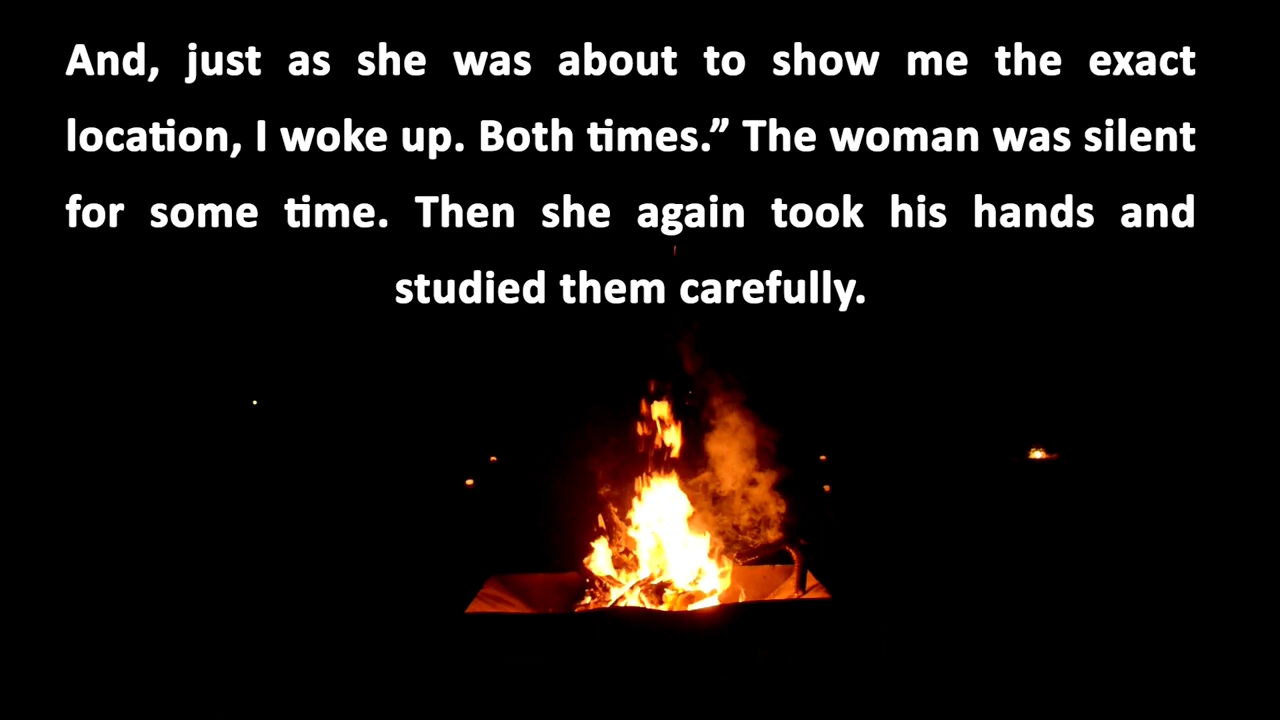 And, just as she was about to show me the exact
location, I woke up. Both times.” The woman was silent
for some time. Then she again took his hands and
studied them carefully.